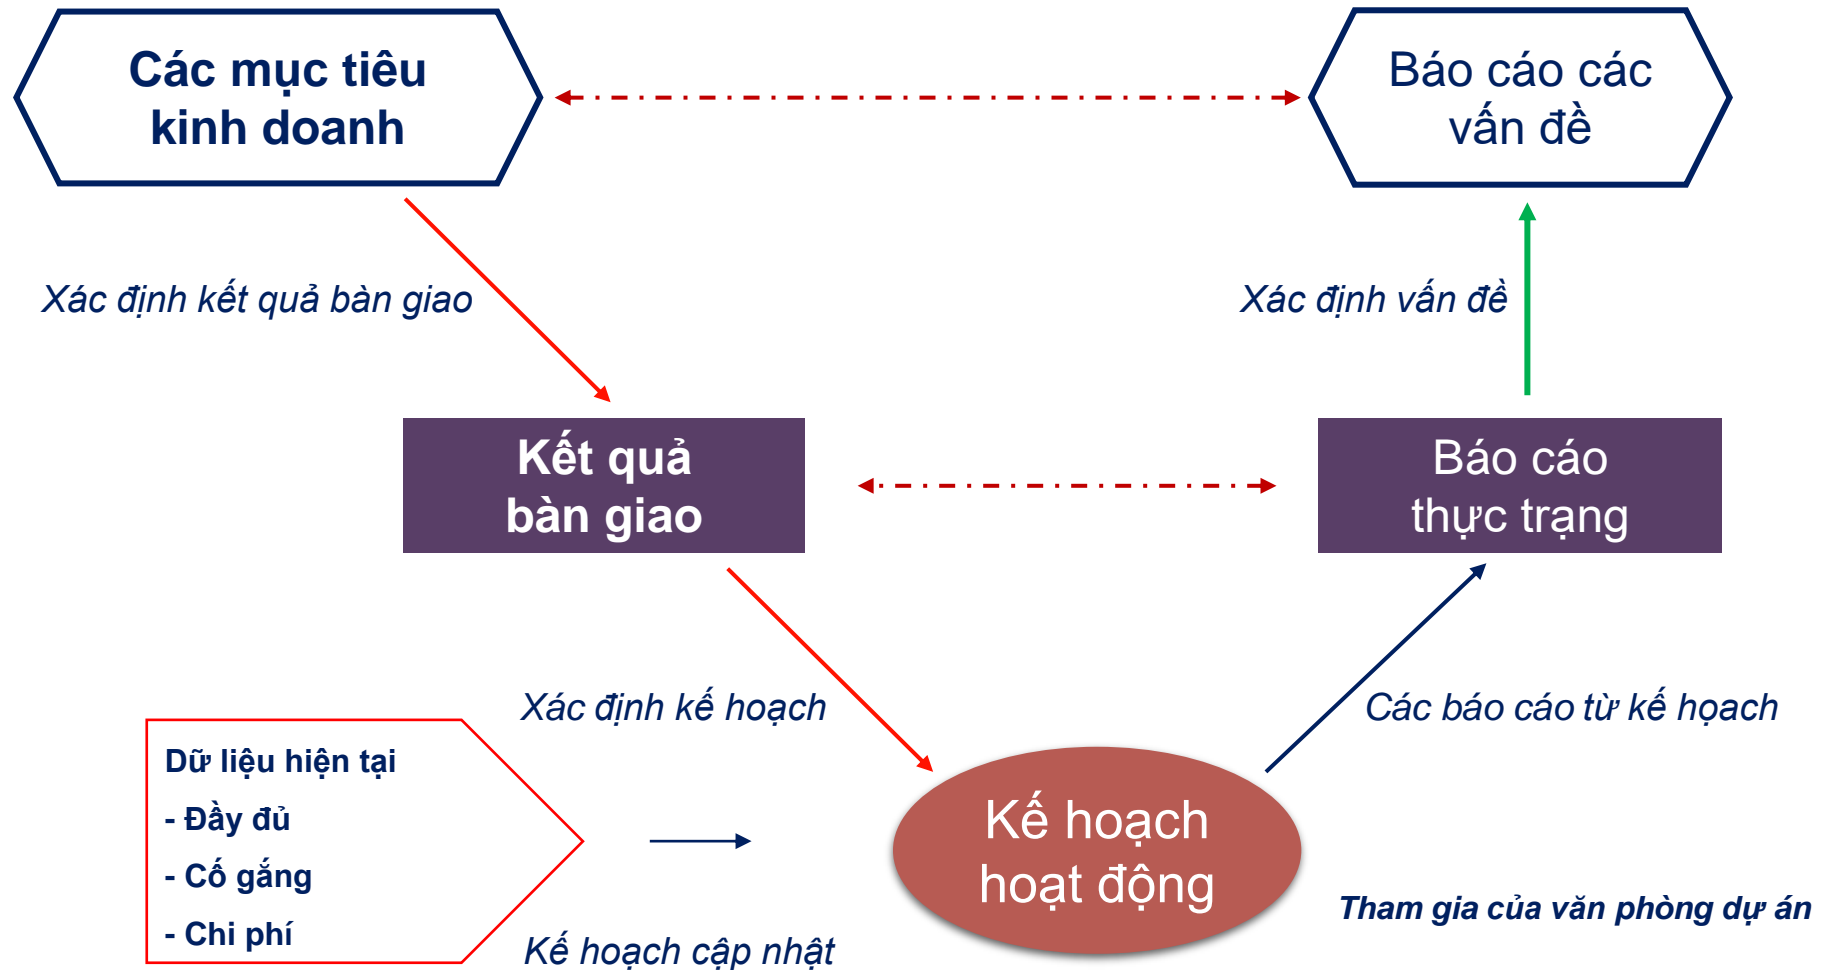 Các mục tiêu
kinh doanh
Báo cáo các
vấn đề
Xác định kết quả bàn giao
Xác định vấn đề
Kết quả
bàn giao
Báo cáo
thực trạng
Xác định kế hoạch
Các báo cáo từ kế họach
Dữ liệu hiện tại
- Đầy đủ
- Cố gắng
- Chi phí
Kế hoạch
hoạt động
Tham gia của văn phòng dự án
Kế hoạch cập nhật